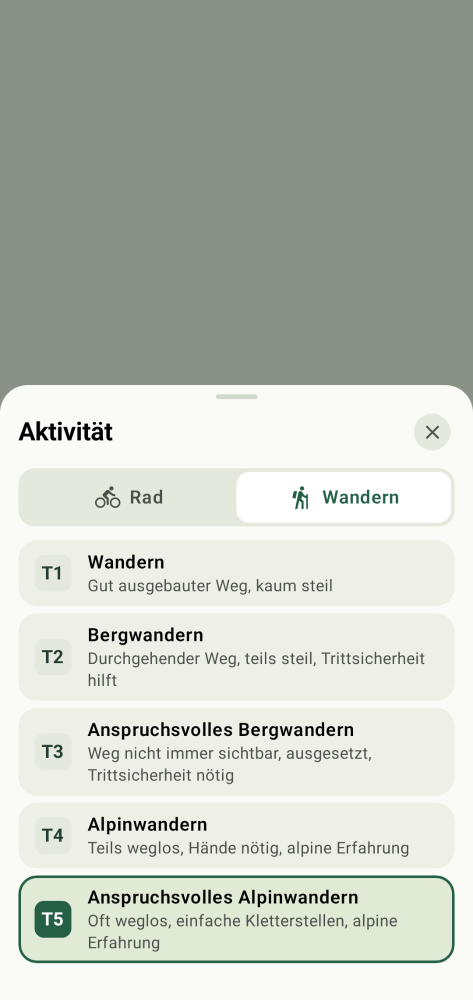 Aktivität
Rad
Wandern
T1
Wandern
Gut ausgebauter Weg, kaum steil
T2
Bergwandern
Durchgehender Weg, teils steil, Trittsicherheit
hilft
T3
Anspruchsvolles Bergwandern
Weg nicht immer sichtbar, ausgesetzt,
Trittsicherheit nötig
T4
Alpinwandern
Teils weglos, Hände nötig, alpine Erfahrung
T5
Anspruchsvolles Alpinwandern
Oft weglos, einfache Kletterstellen, alpine
Erfahrung